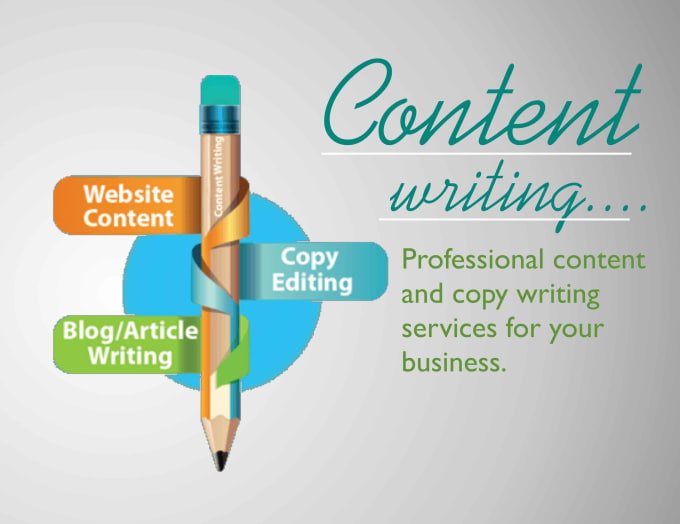 Content
writing....
Content Writing
Website
Content
Copy
Editing
Blog/Article
Writing
Professional content
and copy writing
services for your
business.